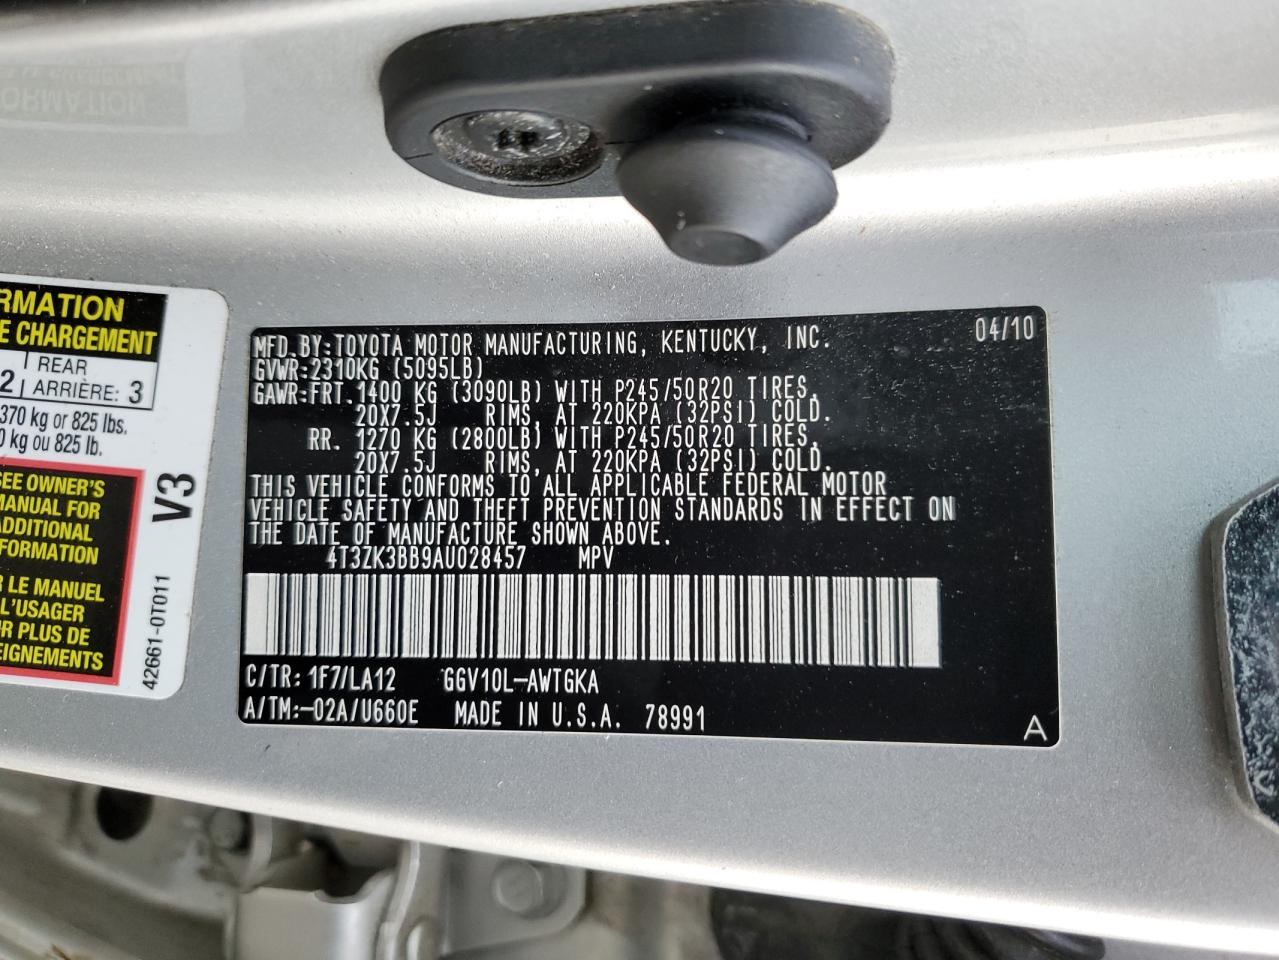 RMATION
E CHARGEMENT
2 REAR
ARRIÈRE: 3
370 kg or 825 lbs.
0 kg ou 825 lb.
SEE OWNER'S
MANUAL FOR
ADDITIONAL
FORMATION
R LE MANUEL
L'USAGER
R PLUS DE
EIGNEMENTS
V3
42661-0T011
MFD.BY:TOYOTA MOTOR MANUFACTURING, KENTUCKY, INC. 04/10
GVWR:2310KG (5095LB)
GAWR:FRT.1400 KG (3090LB) WITH P245/50R20 TIRES,
20X7.5J RIMS, AT 220KPA (32PSI) COLD.
RR. 1270 KG (2800LB) WITH P245/50R20 TIRES,
20X7.5J RIMS, AT 220KPA (32PSI) COLD.
THIS VEHICLE CONFORMS TO ALL APPLICABLE FEDERAL MOTOR
VEHICLE SAFETY AND THEFT PREVENTION STANDARDS IN EFFECT ON
THE DATE OF MANUFACTURE SHOWN ABOVE.
4T3ZK3BB9AU028457 MPV
C/TR: 1F7/LA12 GGV10L-AWTGKA
A/TM:-02A/U660E MADE IN U.S.A. 78991
A